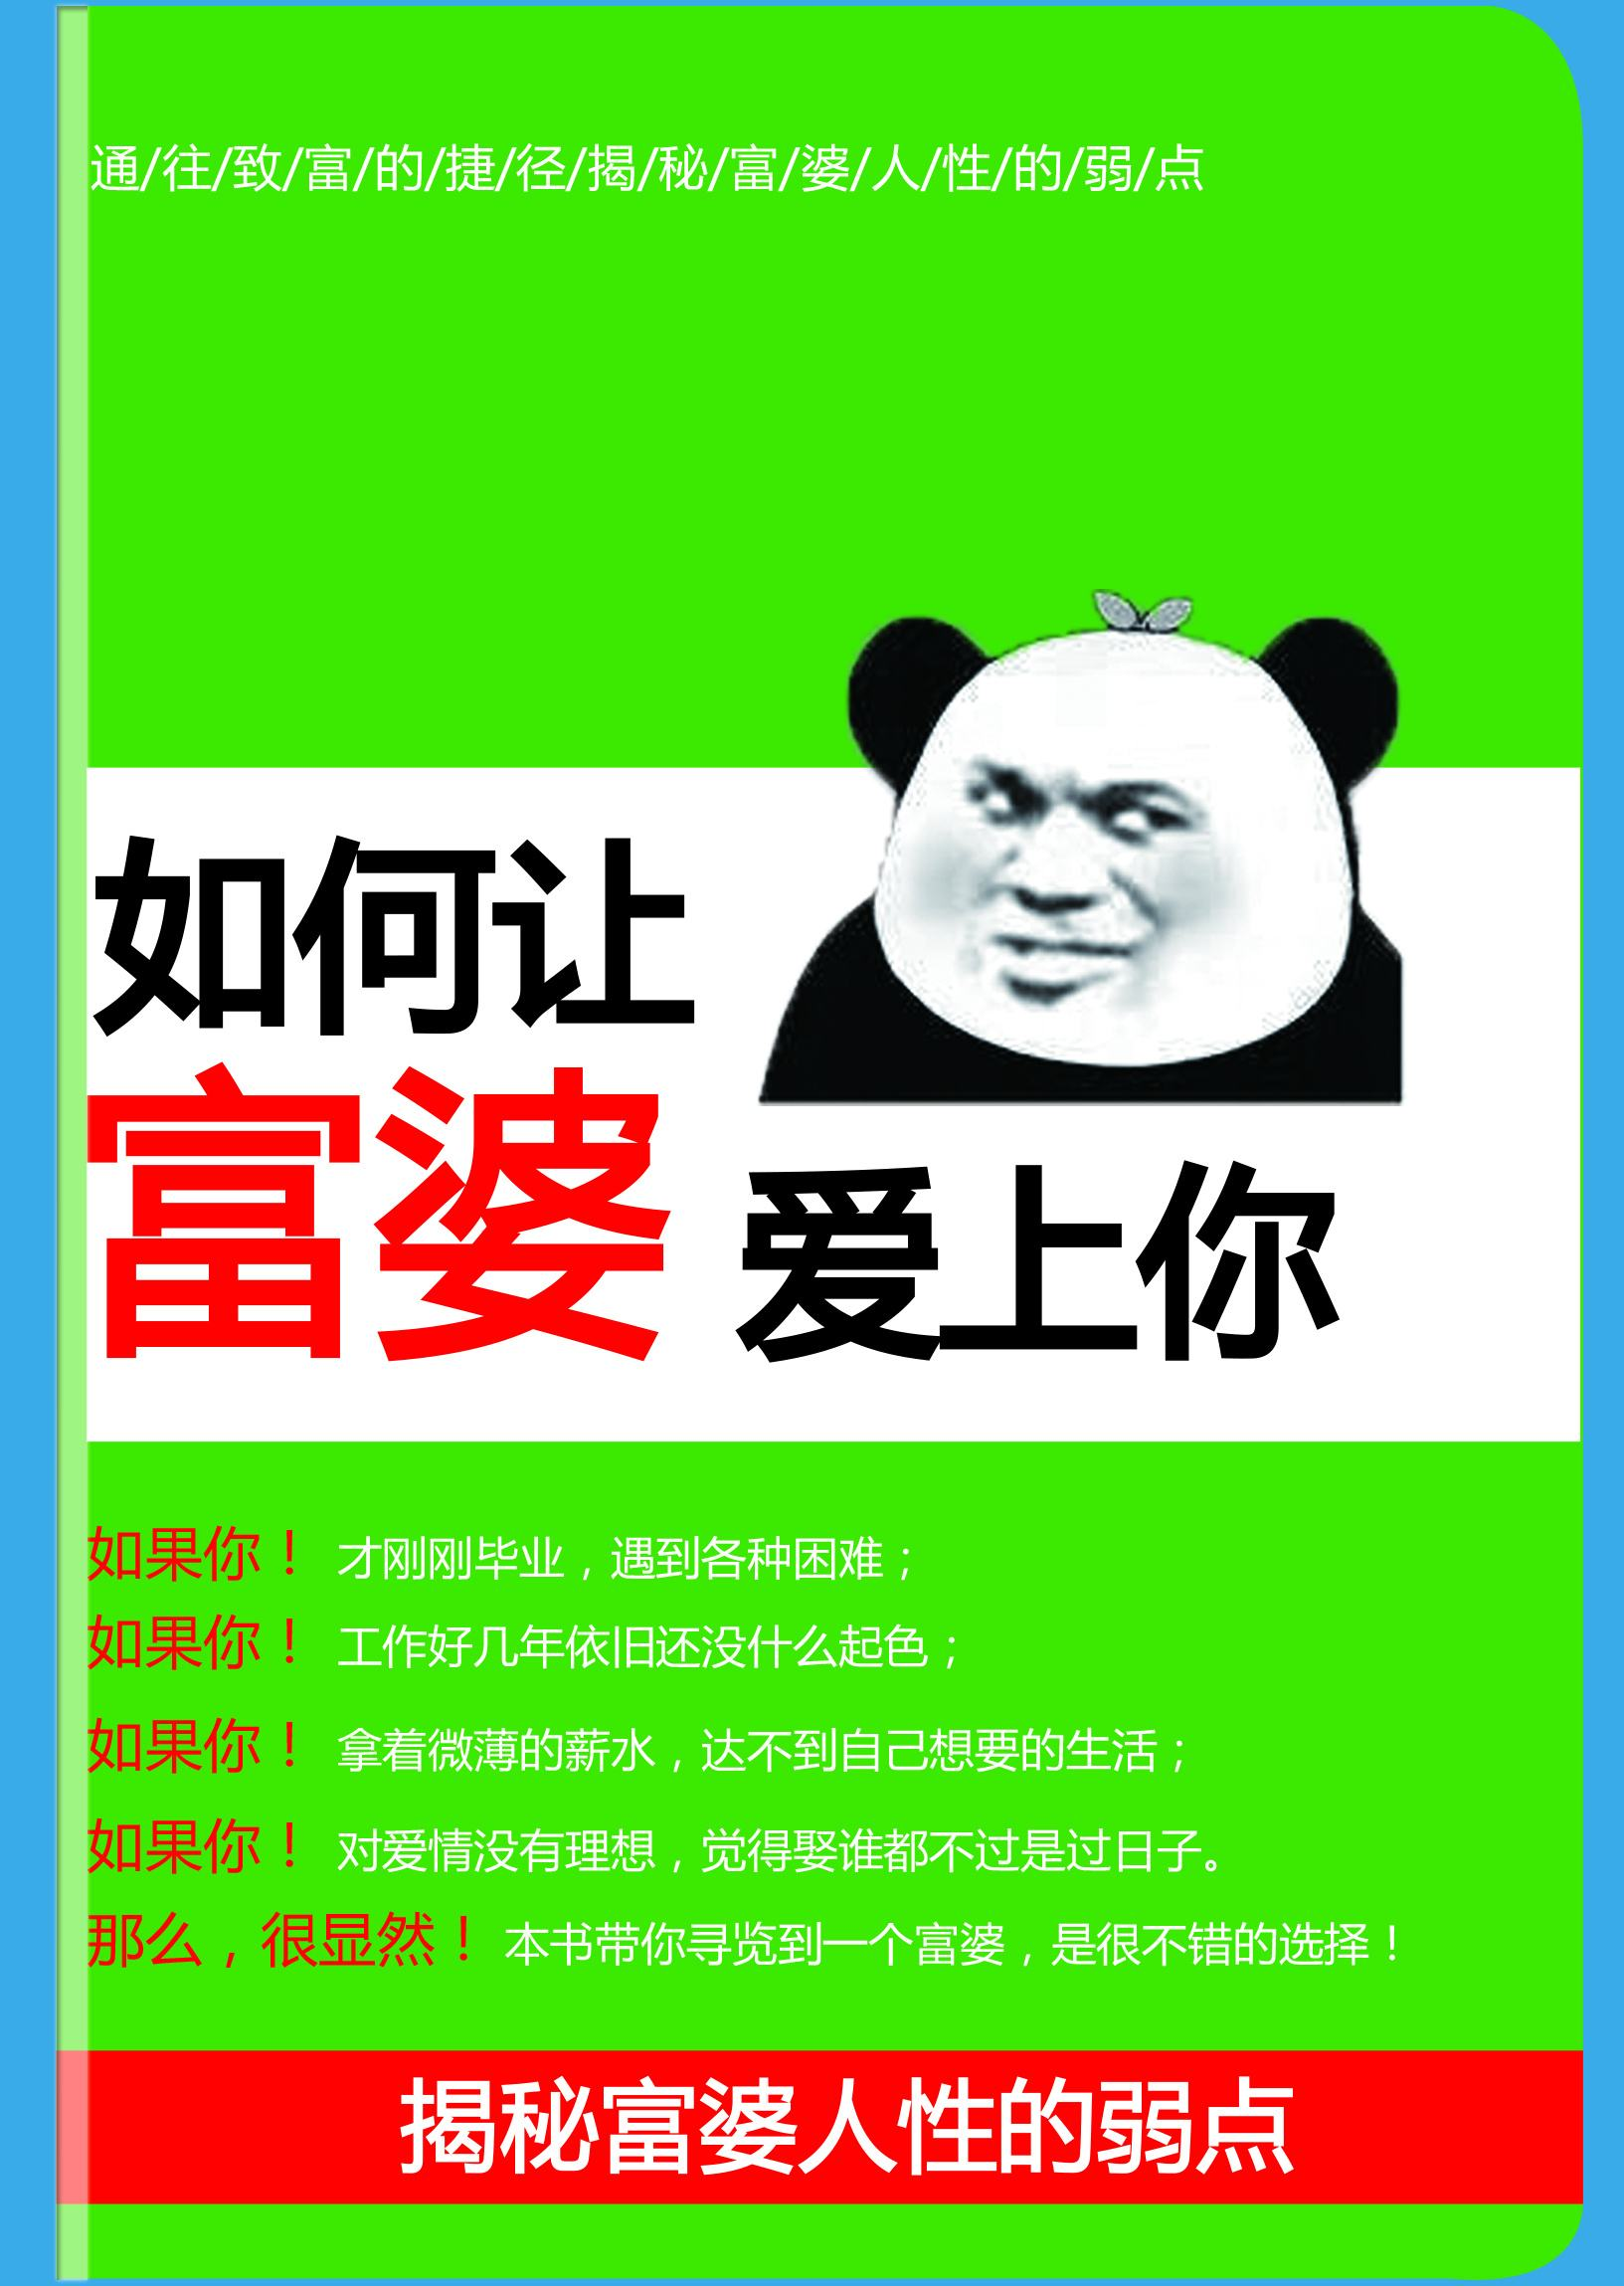 通/往/致/富/的/捷/径/揭/秘/富/婆/人/性/的/弱/点
如何让
富婆 爱上你
如果你！ 才刚刚毕业，遇到各种困难；
如果你！ 工作好几年依旧还没什么起色；
如果你！ 拿着微薄的薪水，达不到自己想要的生活；
如果你！ 对爱情没有理想，觉得娶谁都不过是过日子。
那么，很显然！ 本书带你寻览到一个富婆，是很不错的选择！
揭秘富婆人性的弱点